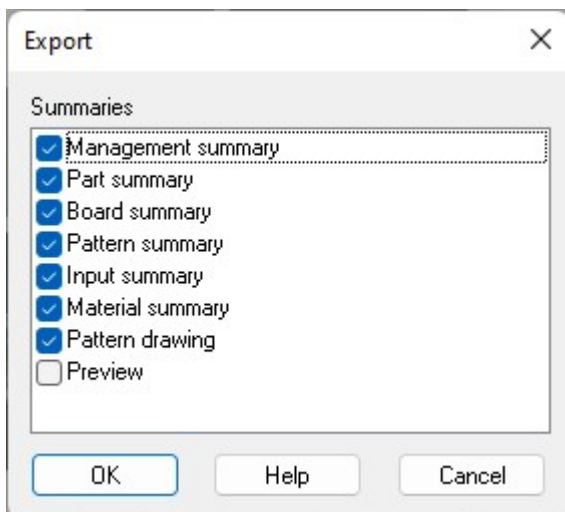 Export
Summaries
Management summary
Part summary
Board summary
Pattern summary
Input summary
Material summary
Pattern drawing
Preview
OK Help Cancel